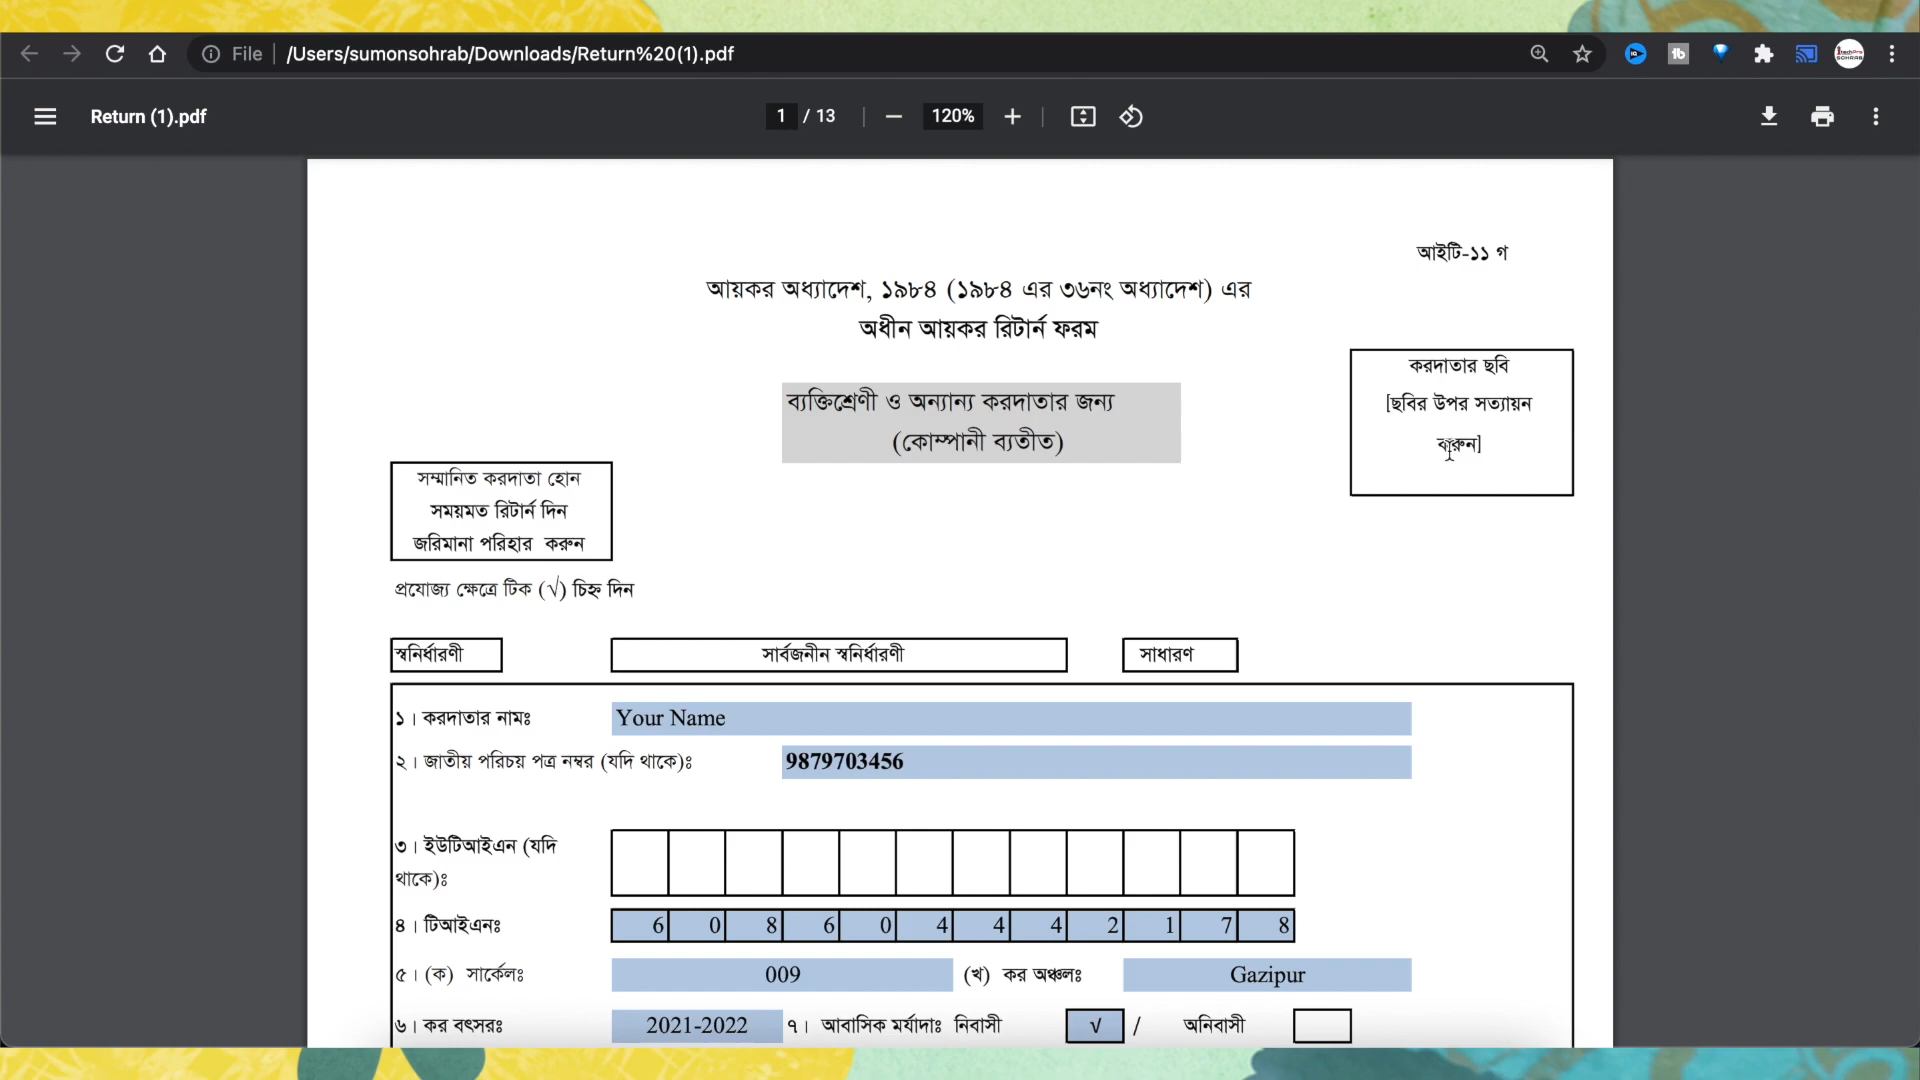 File /Users/sumonsohrab/Downloads/Return%20(1).pdf
Return (1).pdf 1 / 13 120%
আইটি-১১ গ
আয়কর অধ্যাদেশ, ১৯৮৪ (১৯৮৪ এর ৩৬নং অধ্যাদেশ) এর
অধীন আয়কর রিটার্ন ফরম
করদাতার ছবি
[ছবির উপর সত্যায়ন
করুন]
ব্যক্তিশ্রেণী ও অন্যান্য করদাতার জন্য
(কোম্পানী ব্যতীত)
সম্মানিত করদাতা হোন
সময়মত রিটার্ন দিন
জরিমানা পরিহার করুন
প্রযোজ্য ক্ষেত্রে টিক (√) চিহ্ন দিন
স্বনির্ধারণী সার্বজনীন স্বনির্ধারণী সাধারণ
১। করদাতার নামঃ Your Name
২। জাতীয় পরিচয় পত্র নম্বর (যদি থাকে)ঃ 9879703456
৩। ইউটিআইএন (যদি
থাকে)ঃ
৪। টিআইএনঃ 6 0 8 6 0 4 4 4 2 1 7 8
৫। (ক) সার্কেলঃ 009 (খ) কর অঞ্চলঃ Gazipur
৬। কর বৎসরঃ 2021-2022 ৭। আবাসিক মর্যাদাঃ নিবাসী √ / অনিবাসী